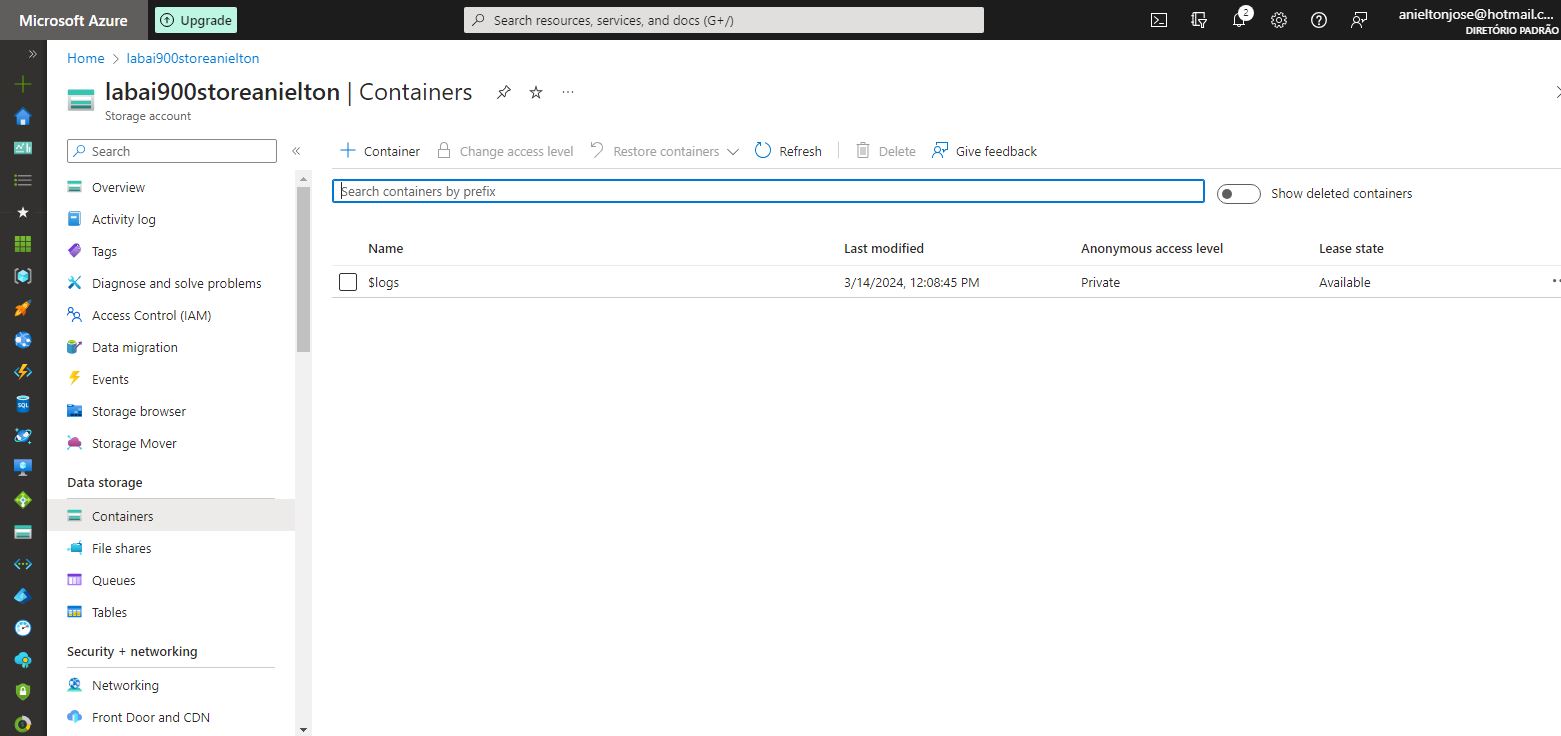 Microsoft Azure
Upgrade
Search resources, services, and docs (G+/)
2
anieltonjose@hotmail.c...
DIRETÓRIO PADRÃO
Home > labai900storeanielton
labai900storeanielton | Containers
Storage account
Search
Container
Change access level
Restore containers
Refresh
Delete
Give feedback
Search containers by prefix
Show deleted containers
Overview
Activity log
Tags
Diagnose and solve problems
Access Control (IAM)
Data migration
Events
Storage browser
Storage Mover
Data storage
Containers
File shares
Queues
Tables
Security + networking
Networking
Front Door and CDN
Name Last modified Anonymous access level Lease state
$logs 3/14/2024, 12:08:45 PM Private Available
SQL